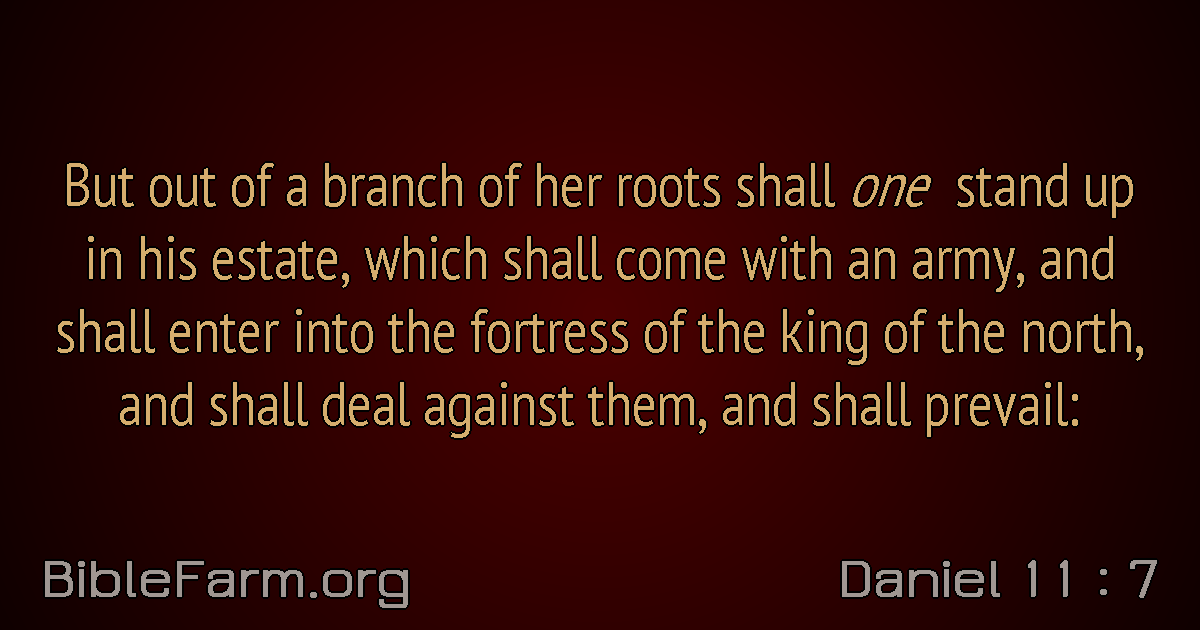 But out of a branch of her roots shall one stand up
in his estate, which shall come with an army, and
shall enter into the fortress of the king of the north,
and shall deal against them, and shall prevail:
BibleFarm.org
Daniel 11 : 7